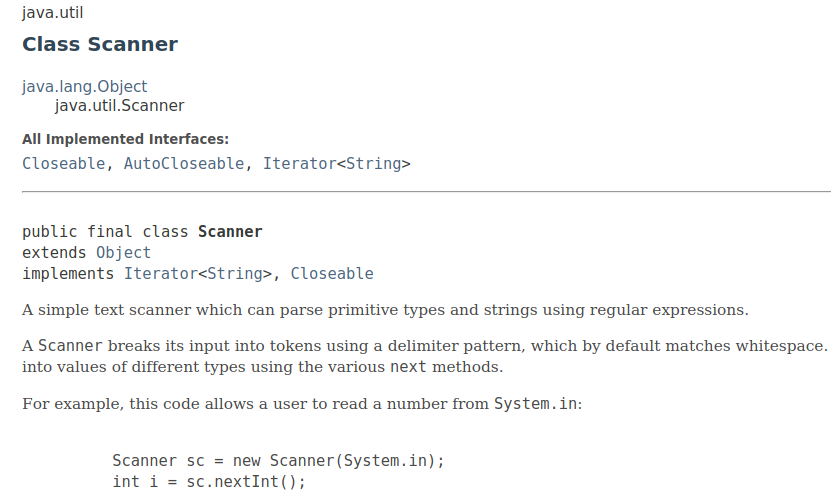 java.util
Class Scanner
java.lang.Object
java.util.Scanner
All Implemented Interfaces:
Closeable, AutoCloseable, Iterator<String>
public final class Scanner
extends Object
implements Iterator<String>, Closeable
A simple text scanner which can parse primitive types and strings using regular expressions.
A Scanner breaks its input into tokens using a delimiter pattern, which by default matches whitespace.
into values of different types using the various next methods.
For example, this code allows a user to read a number from System.in:
Scanner sc = new Scanner(System.in);
int i = sc.nextInt();